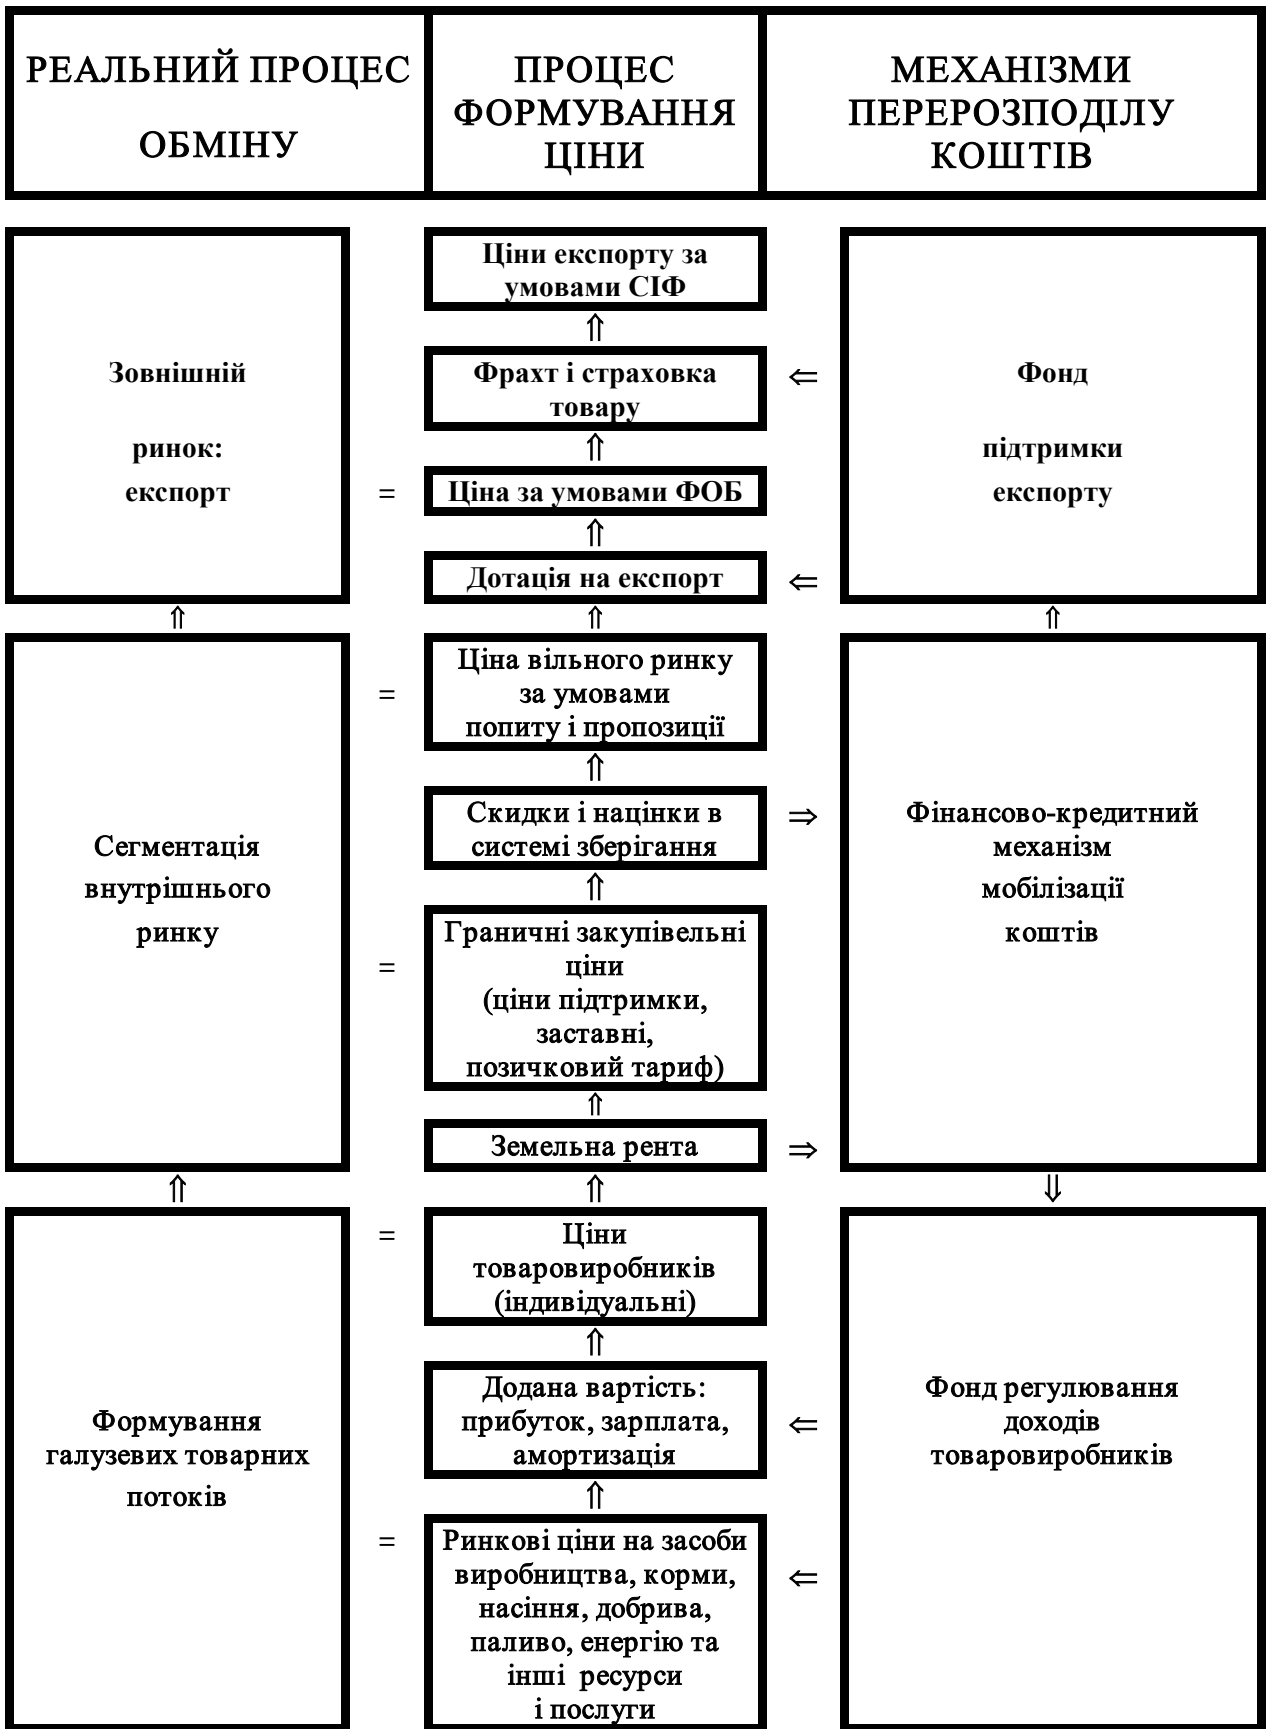 РЕАЛЬНИЙ ПРОЦЕС
ОБМІНУ
ПРОЦЕС
ФОРМУВАННЯ
ЦІНИ
МЕХАНІЗМИ
ПЕРЕРОЗПОДІЛУ
КОШТІВ
Зовнішній
ринок:
експорт
=
Ціни експорту за
умовами СІФ
⇑
Фрахт і страховка
товару
⇐
⇑
Ціна за умовами ФОБ
⇑
Дотація на експорт
⇐
Фонд
підтримки
експорту
⇑
⇑
⇑
Сегментація
внутрішнього
ринку
=
Ціна вільного ринку
за умовами
попиту і пропозиції
⇑
Скидки і націнки в
системі зберігання
⇒
⇑
=
Граничні закупівельні
ціни
(ціни підтримки,
заставні,
позичковий тариф)
⇑
Земельна рента
⇒
Фінансово-кредитний
механізм
мобілізації
коштів
⇑
⇑
⇓
Формування
галузевих товарних
потоків
=
Ціни
товаровиробників
(індивідуальні)
⇑
Додана вартість:
прибуток, зарплата,
амортизація
⇐
⇑
=
Ринкові ціни на засоби
виробництва, корми,
насіння, добрива,
паливо, енергію та
інші ресурси
і послуги
⇐
Фонд регулювання
доходів
товаровиробників